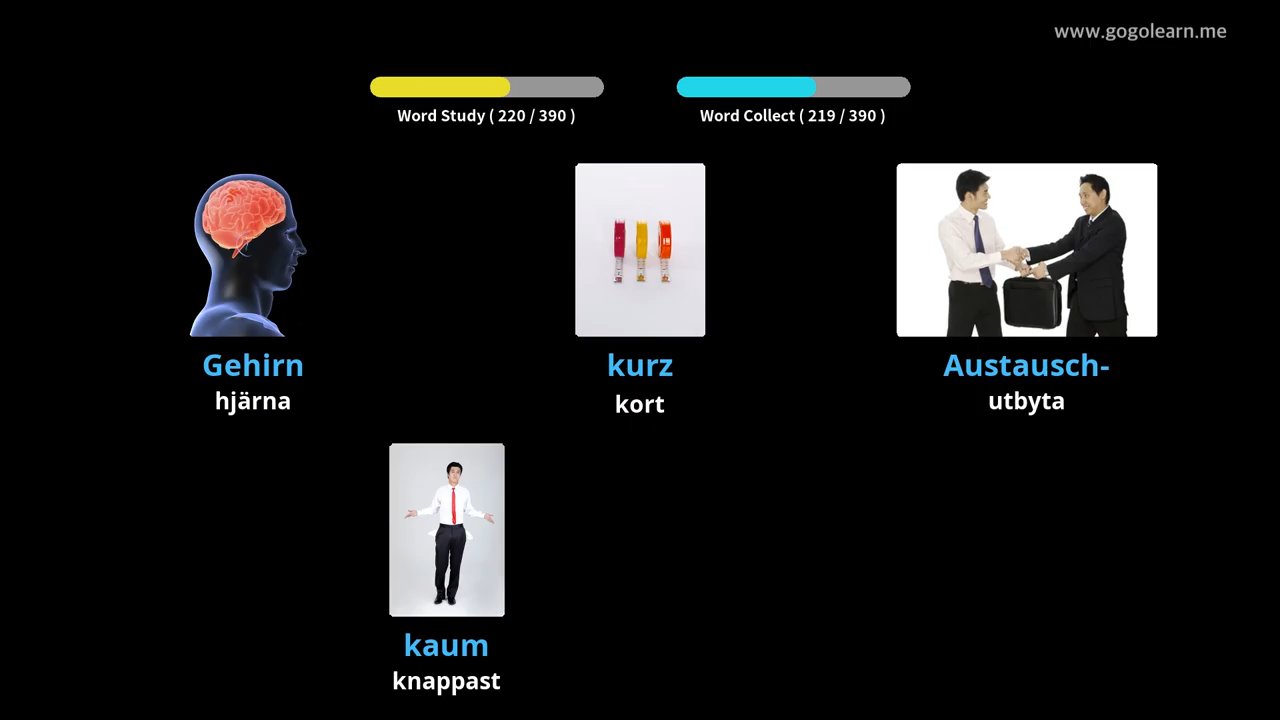 www.gogolearn.me
Word Study ( 220 / 390 )
Word Collect ( 219 / 390 )
Gehirn
hjärna
kurz
kort
Austausch-
utbyta
kaum
knappast